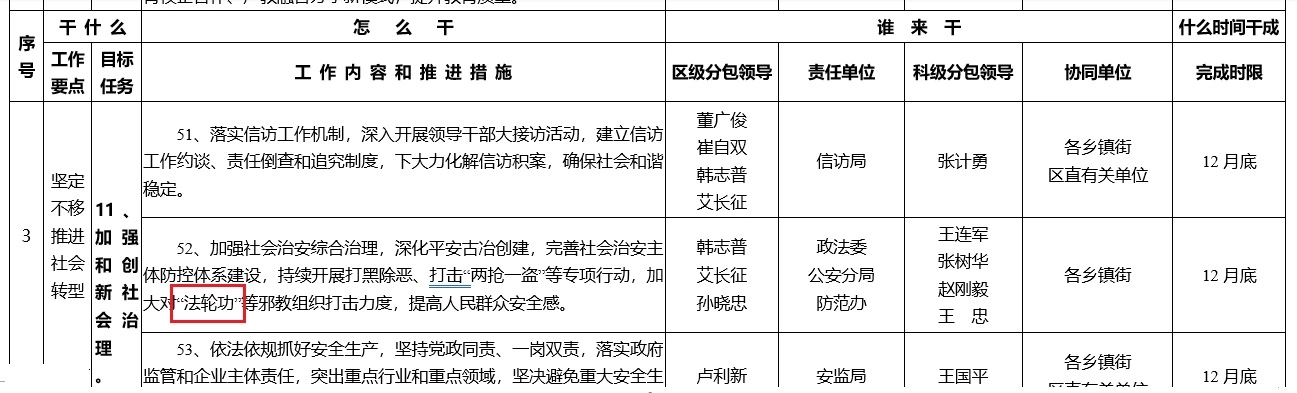 序号
干什么
怎么干
谁来干
什么时间干成
工作要点
目标任务
工作内容和推进措施
区级分包领导
责任单位
科级分包领导
协同单位
完成时限
3
坚定
不移
推进
社会
转型
11、
加强
和创
新社
会治
理
。
51、落实信访工作机制，深入开展领导干部大接访活动，建立信访
工作约谈、责任倒查和追究制度，下大力化解信访积案，确保社会和谐
稳定。
董广俊
崔自双
韩志普
艾长征
信访局
张计勇
各乡镇街
区直有关单位
12月底
52、加强社会治安综合治理，深化平安古冶创建，完善社会治安主
体防控体系建设，持续开展打黑除恶、打击“两抢一盗”等专项行动，加
大对“法轮功”等邪教组织打击力度，提高人民群众安全感。
韩志普
艾长征
孙晓忠
政法委
公安分局
防范办
王连军
张树华
赵刚毅
王　忠
各乡镇街
12月底
53、依法依规抓好安全生产，坚持党政同责、一岗双责，落实政府
监管和企业主体责任，突出重点行业和重点领域，坚决避免重大安全生
卢利新
安监局
王国平
各乡镇街
区直有关单位
12月底